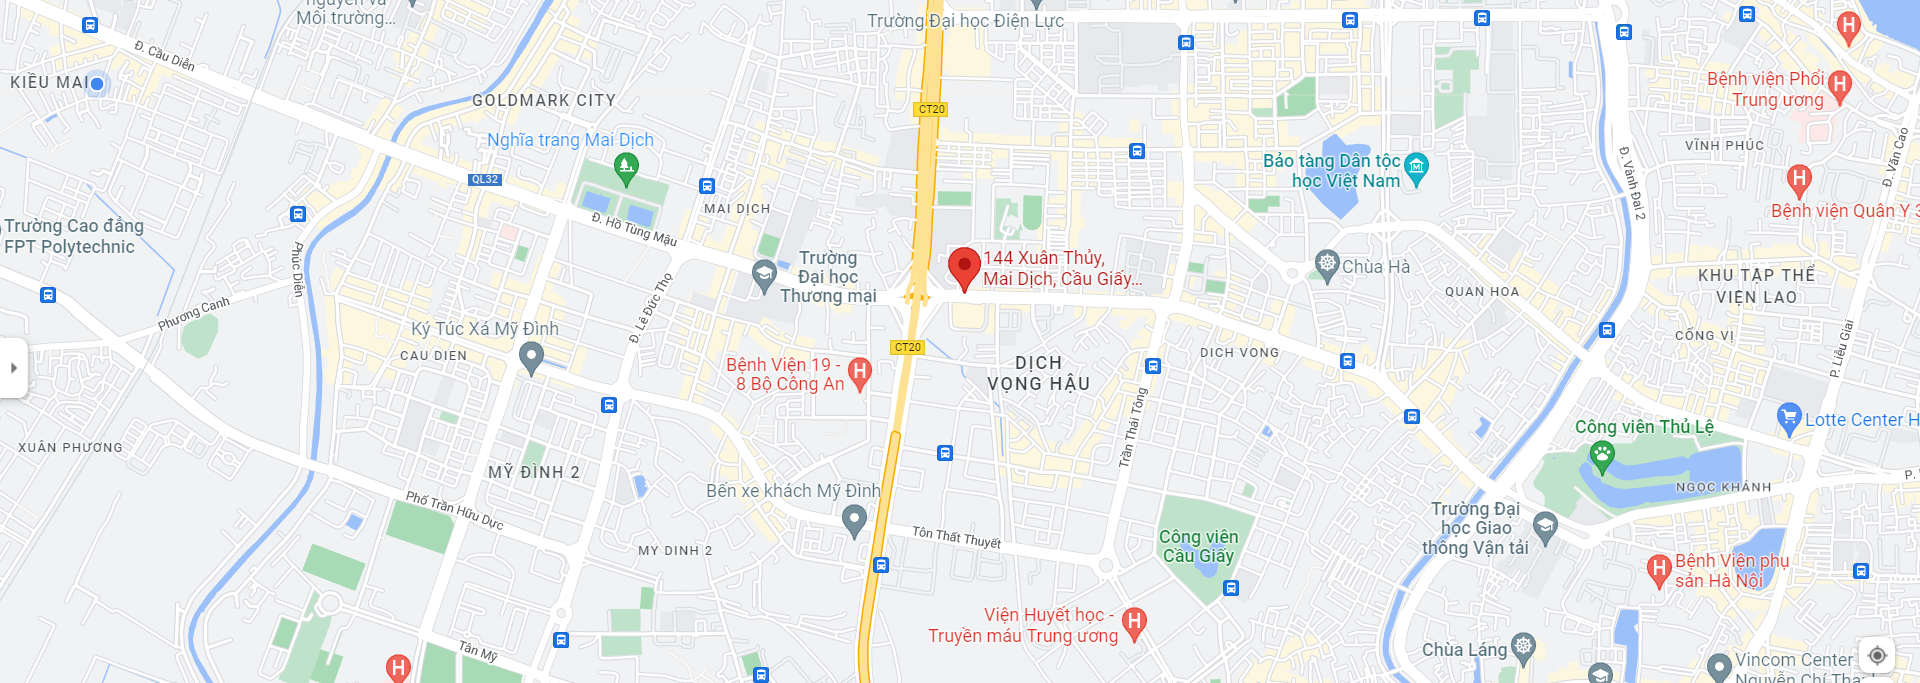 nguyên và
Môi trường...
Trường Đại học Điện Lực
Đ. Cầu Diễn
KIỀU MAI
GOLDMARK CITY
CT20
Bệnh viện Phổi
Trung ương
Nghĩa trang Mai Dịch
Bảo tàng Dân tộc
học Việt Nam
VĨNH PHÚC
Đ. Văn Cao
Đ. Vành Đai 2
QL32
MAI DỊCH
Bệnh viện Quân Y 3
Trường Cao đẳng
FPT Polytechnic
Đ. Hồ Tùng Mậu
Phúc Diễn
Trường
Đại học
Thương mại
144 Xuân Thủy,
Mai Dịch, Cầu Giấy...
Chùa Hà
QUAN HOA
KHU TẬP THỂ
VIỆN LAO
Phương Canh
Đ. Lê Đức Thọ
Ký Túc Xá Mỹ Đình
CAU DIEN
CT20
Bệnh Viện 19 -
8 Bộ Công An
DỊCH
VỌNG HẬU
DICH VONG
CỐNG VỊ
P. Liễu Giai
Trần Thái Tông
Lotte Center H
Công viên Thủ Lệ
XUÂN PHƯƠNG
MỸ ĐÌNH 2
Bến xe khách Mỹ Đình
NGỌC KHÁNH
P.
Phố Trần Hữu Dực
Trường Đại
học Giao
thông Vận tải
Tôn Thất Thuyết
Công viên
Cầu Giấy
MY DINH 2
Bệnh Viện phụ
sản Hà Nội
Viện Huyết học -
Truyền máu Trung ương
Tân Mỹ
Chùa Láng
Vincom Center
Nguyễn Chí Tha